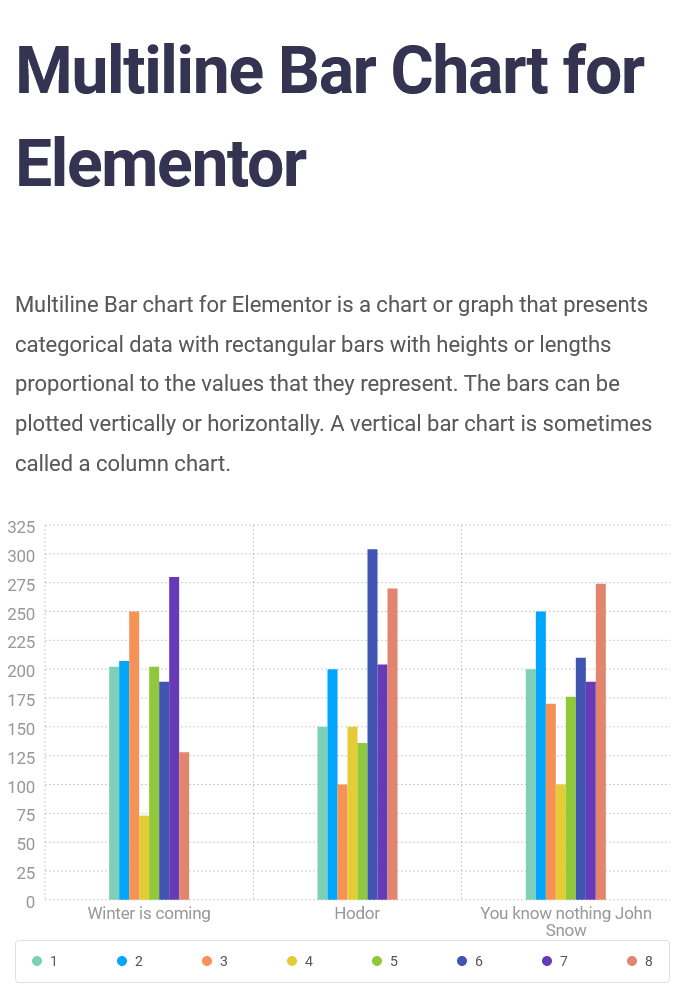 Multiline Bar Chart for
Elementor
Multiline Bar chart for Elementor is a chart or graph that presents
categorical data with rectangular bars with heights or lengths
proportional to the values that they represent. The bars can be
plotted vertically or horizontally. A vertical bar chart is sometimes
called a column chart.
325
300
275
250
225
200
175
150
125
100
75
50
25
0
Winter is coming Hodor You know nothing John
Snow
1 2 3 4 5 6 7 8